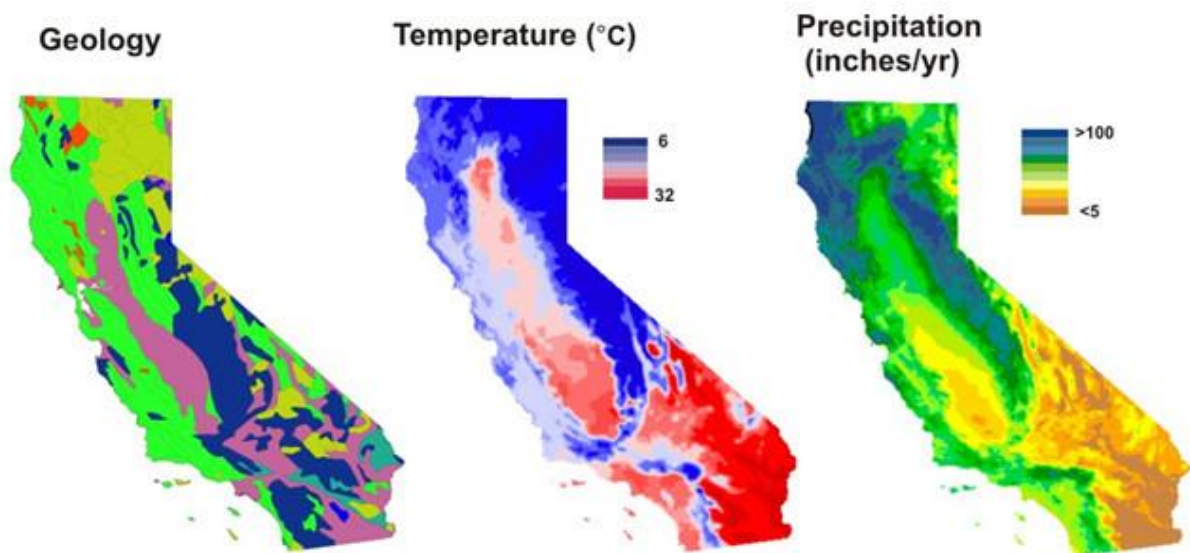 Geology
Temperature (°C)
Precipitation
(inches/yr)
6
32
>100
<5